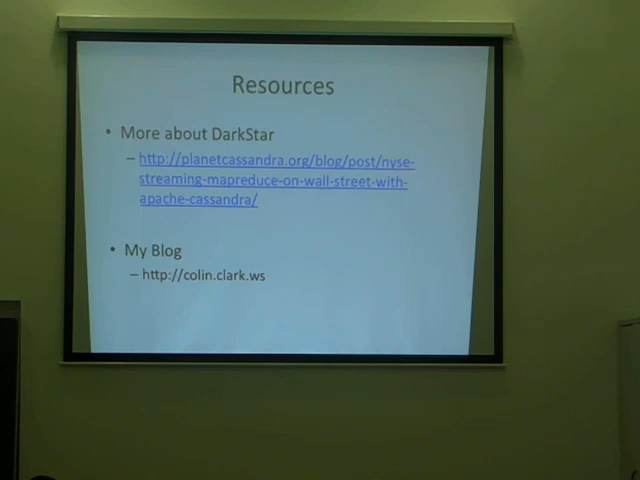 Resources
• More about DarkStar
– http://planetcassandra.org/blog/post/nyse-
streaming-mapreduce-on-wall-street-with-
apache-cassandra/
• My Blog
– http://colin.clark.ws